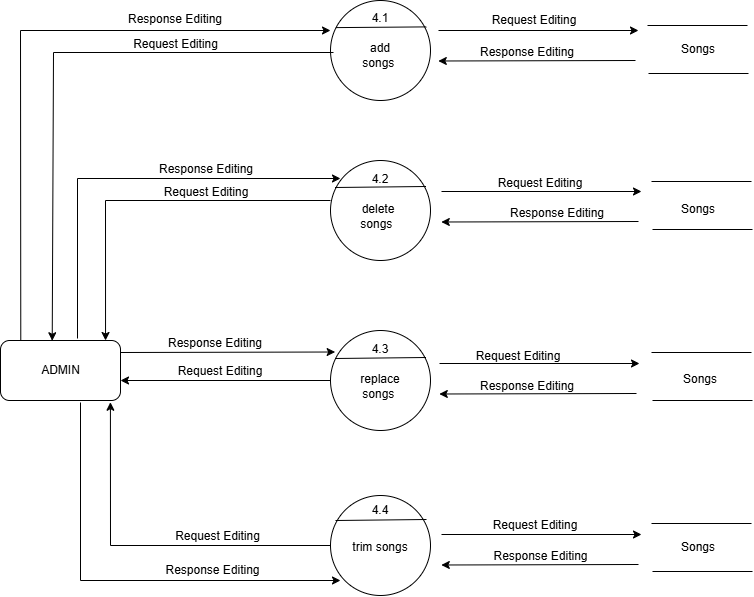 Response Editing
4.1
Request Editing
Request Editing
add
songs
Response Editing
Songs
Response Editing
4.2
Request Editing
Request Editing
delete
songs
Response Editing
Songs
ADMIN
Response Editing
4.3
Request Editing
Request Editing
replace
songs
Response Editing
Songs
4.4
Request Editing
Request Editing
trim songs
Response Editing
Songs
Response Editing